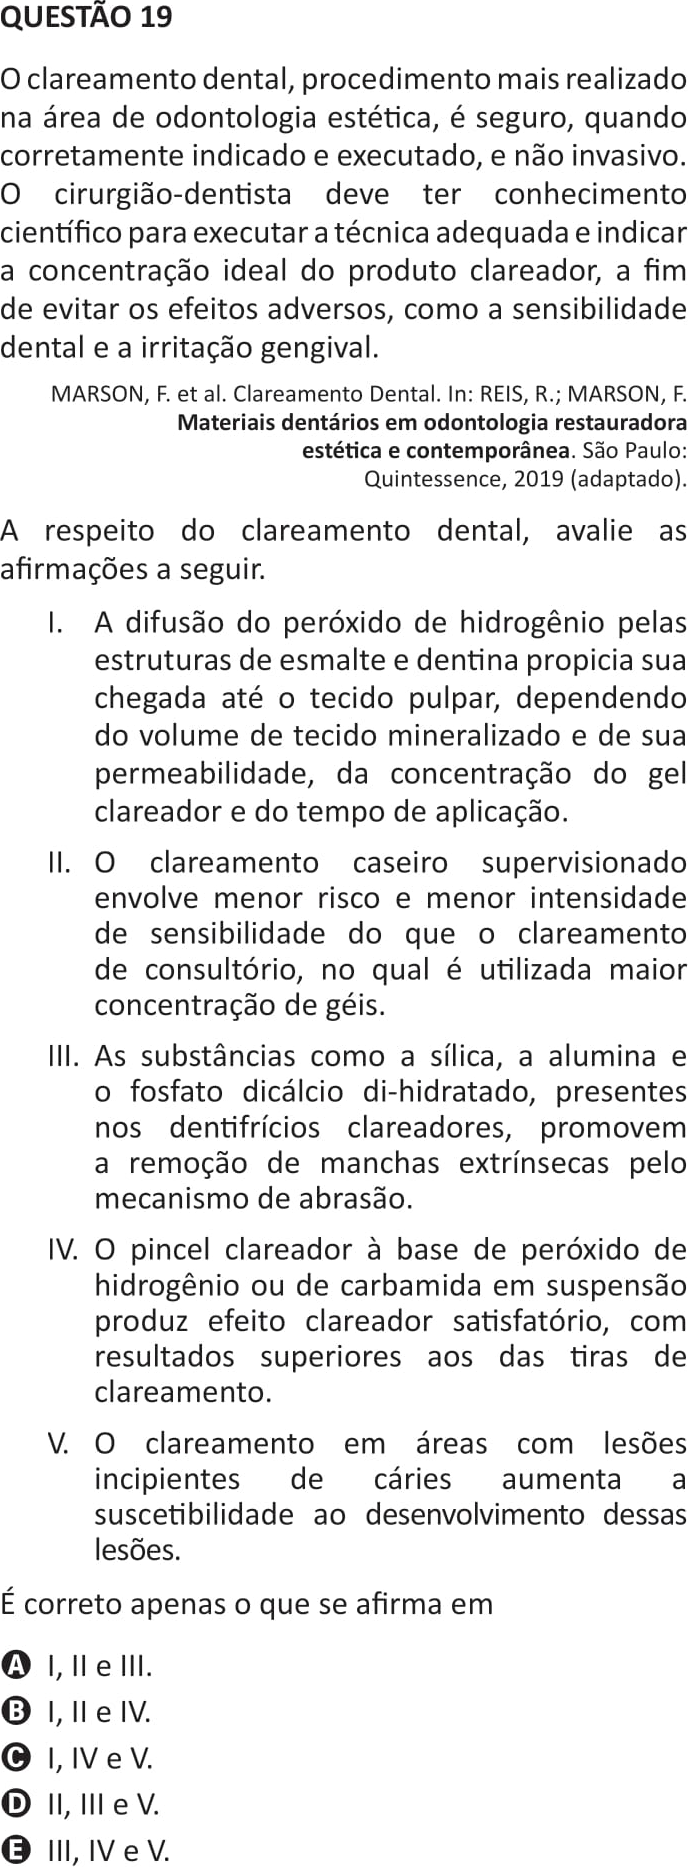 QUESTÃO 19
O clareamento dental, procedimento mais realizado
na área de odontologia estética, é seguro, quando
corretamente indicado e executado, e não invasivo.
O cirurgião-dentista deve ter conhecimento
científico para executar a técnica adequada e indicar
a concentração ideal do produto clareador, a fim
de evitar os efeitos adversos, como a sensibilidade
dental e a irritação gengival.
MARSON, F. et al. Clareamento Dental. In: REIS, R.; MARSON, F.
Materiais dentários em odontologia restauradora
estética e contemporânea. São Paulo:
Quintessence, 2019 (adaptado).
A respeito do clareamento dental, avalie as
afirmações a seguir.
I. A difusão do peróxido de hidrogênio pelas
estruturas de esmalte e dentina propicia sua
chegada até o tecido pulpar, dependendo
do volume de tecido mineralizado e de sua
permeabilidade, da concentração do gel
clareador e do tempo de aplicação.
II. O clareamento caseiro supervisionado
envolve menor risco e menor intensidade
de sensibilidade do que o clareamento
de consultório, no qual é utilizada maior
concentração de géis.
III. As substâncias como a sílica, a alumina e
o fosfato dicálcio di-hidratado, presentes
nos dentifrícios clareadores, promovem
a remoção de manchas extrínsecas pelo
mecanismo de abrasão.
IV. O pincel clareador à base de peróxido de
hidrogênio ou de carbamida em suspensão
produz efeito clareador satisfatório, com
resultados superiores aos das tiras de
clareamento.
V. O clareamento em áreas com lesões
incipientes de cáries aumenta a
suscetibilidade ao desenvolvimento dessas
lesões.
É correto apenas o que se afirma em
A I, II e III.
B I, II e IV.
C I, IV e V.
D II, III e V.
E III, IV e V.